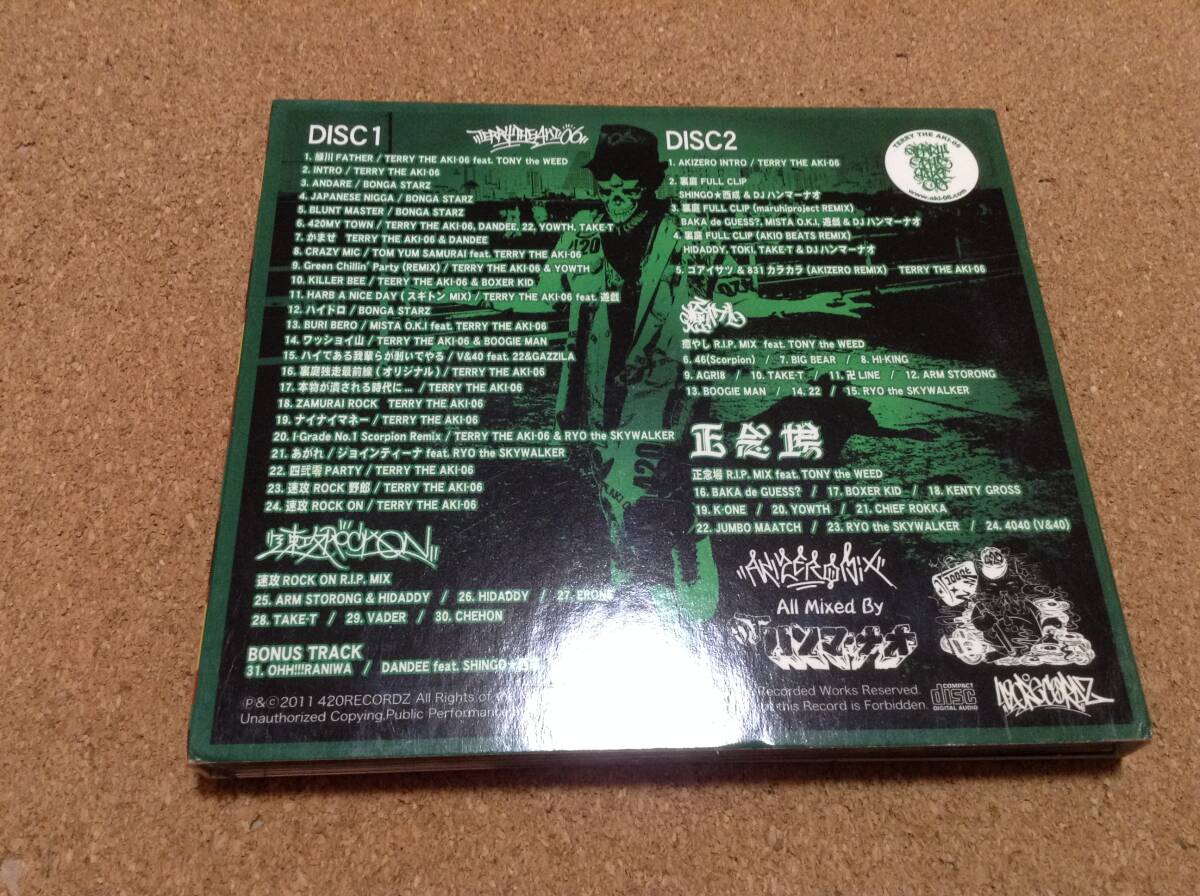 DISC 1
"TERRY THE AKI★06"
1. 緑川 FATHER / TERRY THE AKI-06 feat. TONY the WEED
2. INTRO / TERRY THE AKI-06
3. ANDARE / BONGA STARZ
4. JAPANESE NIGGA / BONGA STARZ
5. BLUNT MASTER / BONGA STARZ
6. 420MY TOWN / TERRY THE AKI-06, DANDEE, 22, YOWTH, TAKE-T
7. かませ TERRY THE AKI-06 & DANDEE
8. CRAZY MIC / TOM YUM SAMURAI feat. TERRY THE AKI-06
9. Green Chillin' Party (REMIX) / TERRY THE AKI-06 & YOWTH
10. KILLER BEE / TERRY THE AKI-06 & BOXER KID
11. HARB A NICE DAY ( スギトン MIX) / TERRY THE AKI-06 feat. 遊戯
12. ハイドロ / BONGA STARZ
13. BURI BERO / MISTA O.K.I feat. TERRY THE AKI-06
14. ワッショイ山 / TERRY THE AKI-06 & BOOGIE MAN
15. ハイである我輩らが剥いでやる / V&40 feat. 22&GAZZILA
16. 裏庭独走最前線 ( オリジナル ) / TERRY THE AKI-06
17. 本物が潰される時代に ... / TERRY THE AKI-06
18. ZAMURAI ROCK TERRY THE AKI-06
19. ナイナイマネー / TERRY THE AKI-06
20. I-Grade No.1 Scorpion Remix / TERRY THE AKI-06 & RYO the SKYWALKER
21. あがれ / ジョインティーナ feat. RYO the SKYWALKER
22. 四弐零 PARTY / TERRY THE AKI-06
23. 速攻 ROCK 野郎 / TERRY THE AKI-06
24. 速攻 ROCK ON / TERRY THE AKI-06
速攻ROCK ON
速攻 ROCK ON R.I.P. MIX
25. ARM STORONG & HIDADDY / 26. HIDADDY / 27. ERONE
28. TAKE-T / 29. VADER / 30. CHEHON
BONUS TRACK
31. OHH!!!RANIWA / DANDEE feat. SHINGO★
℗&©2011 420RECORDZ All Rights of the
Unauthorized Copying,Public Performance
DISC2
1. AKIZERO INTRO / TERRY THE AKI-06
2. 裏庭 FULL CLIP
SHINGO★西成 & DJ ハンマーナオ
3. 裏庭 FULL CLIP (maruhiproject REMIX)
BAKA de GUESS?, MISTA O.K.I, 遊戯 & DJ ハンマーナオ
4. 裏庭 FULL CLIP (AKIO BEATS REMIX)
HIDADDY, TOKI, TAKE-T & DJ ハンマーナオ
5. コアイサツ & 831 カラカラ (AKIZERO REMIX) TERRY THE AKI-06
TERRY THE AKI-06
www.aki-06.com
癒やし
癒やし R.I.P. MIX feat. TONY the WEED
6. 46(Scorpion) / 7. BIG BEAR / 8. HI-KING
9. AGRI8 / 10. TAKE-T / 11. 卍 LINE / 12. ARM STORONG
13. BOOGIE MAN / 14. 22 / 15. RYO the SKYWALKER
正念場
正念場 R.I.P. MIX feat. TONY the WEED
16. BAKA de GUESS? / 17. BOXER KID / 18. KENTY GROSS
19. K-ONE / 20. YOWTH / 21. CHIEF ROKKA
22. JUMBO MAATCH / 23. RYO the SKYWALKER / 24. 4040 (V&40)
"AKIZERO MIX"
All Mixed By
DJ ハンマーナオ
Recorded Works Reserved.
this Record is Forbidden.
COMPACT
disc
DIGITAL AUDIO
420RECORDZ
420
420